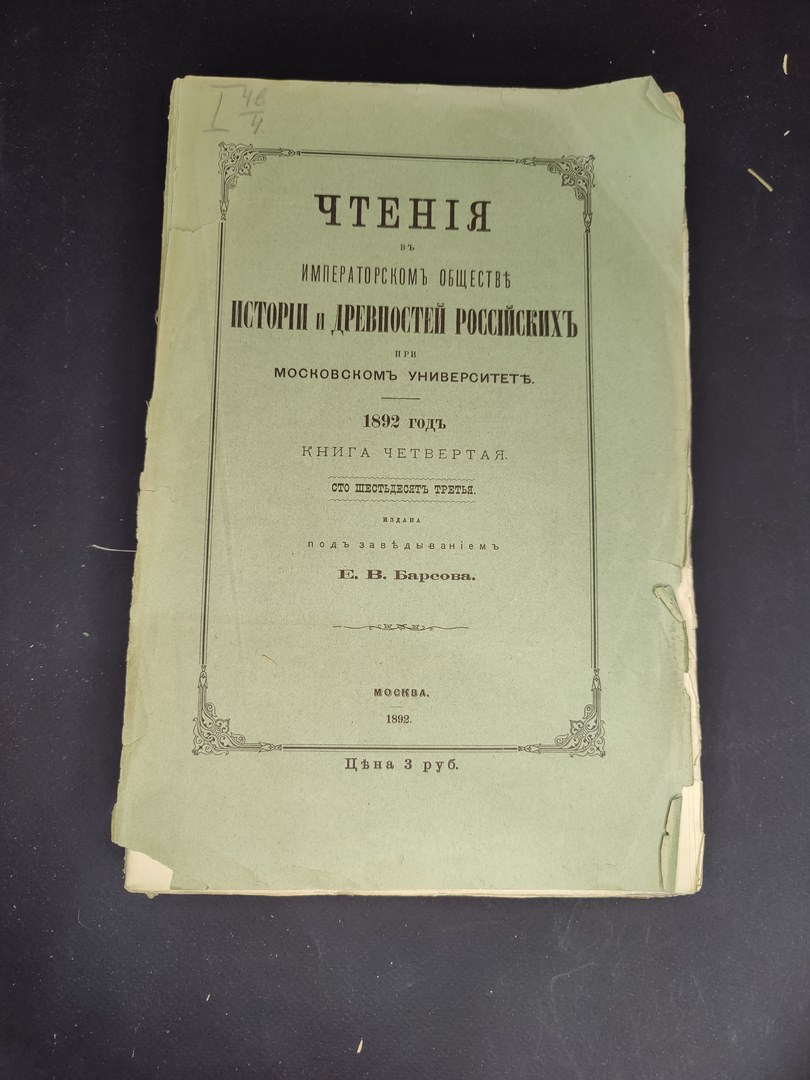 I 46
4
ЧТЕНІЯ
ВЪ
ИМПЕРАТОРСКОМЪ ОБЩЕСТВѢ
ИСТОРІИ и ДРЕВНОСТЕЙ РОССІЙСКИХЪ
ПРИ
МОСКОВСКОМЪ УНИВЕРСИТЕТѢ.
1892 годъ
КНИГА ЧЕТВЕРТАЯ.
СТО ШЕСТЬДЕСЯТЪ ТРЕТЬЯ.
ИЗДАНА
подъ завѣдываніемъ
Е. В. Барсова.
МОСКВА.
1892.
Цѣна 3 руб.